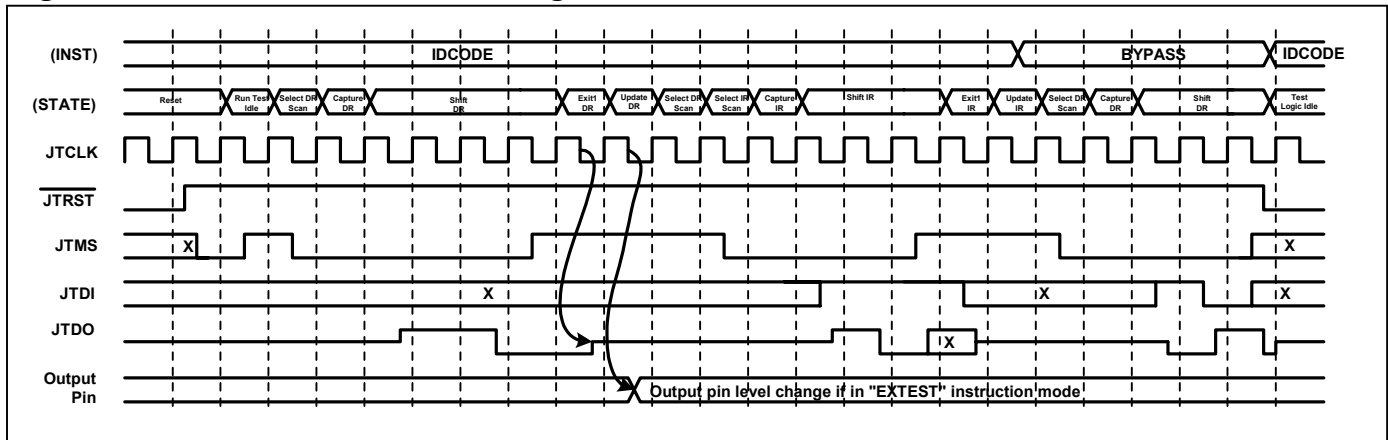 (INST)
IDCODE
BYPASS
IDCODE
(STATE)
Reset
Run Test
Idle
Select DR
Scan
Capture
DR
Shift
DR
Exit1
DR
Update
DR
Select DR
Scan
Select IR
Scan
Capture
IR
Shift IR
Exit1
IR
Update
IR
Select DR
Scan
Capture
DR
Shift
DR
Test
Logic Idle
JTCLK
JTRST
JTMS
X
X
JTDI
X
X
X
JTDO
X
Output
Pin
Output pin level change if in "EXTEST" instruction mode